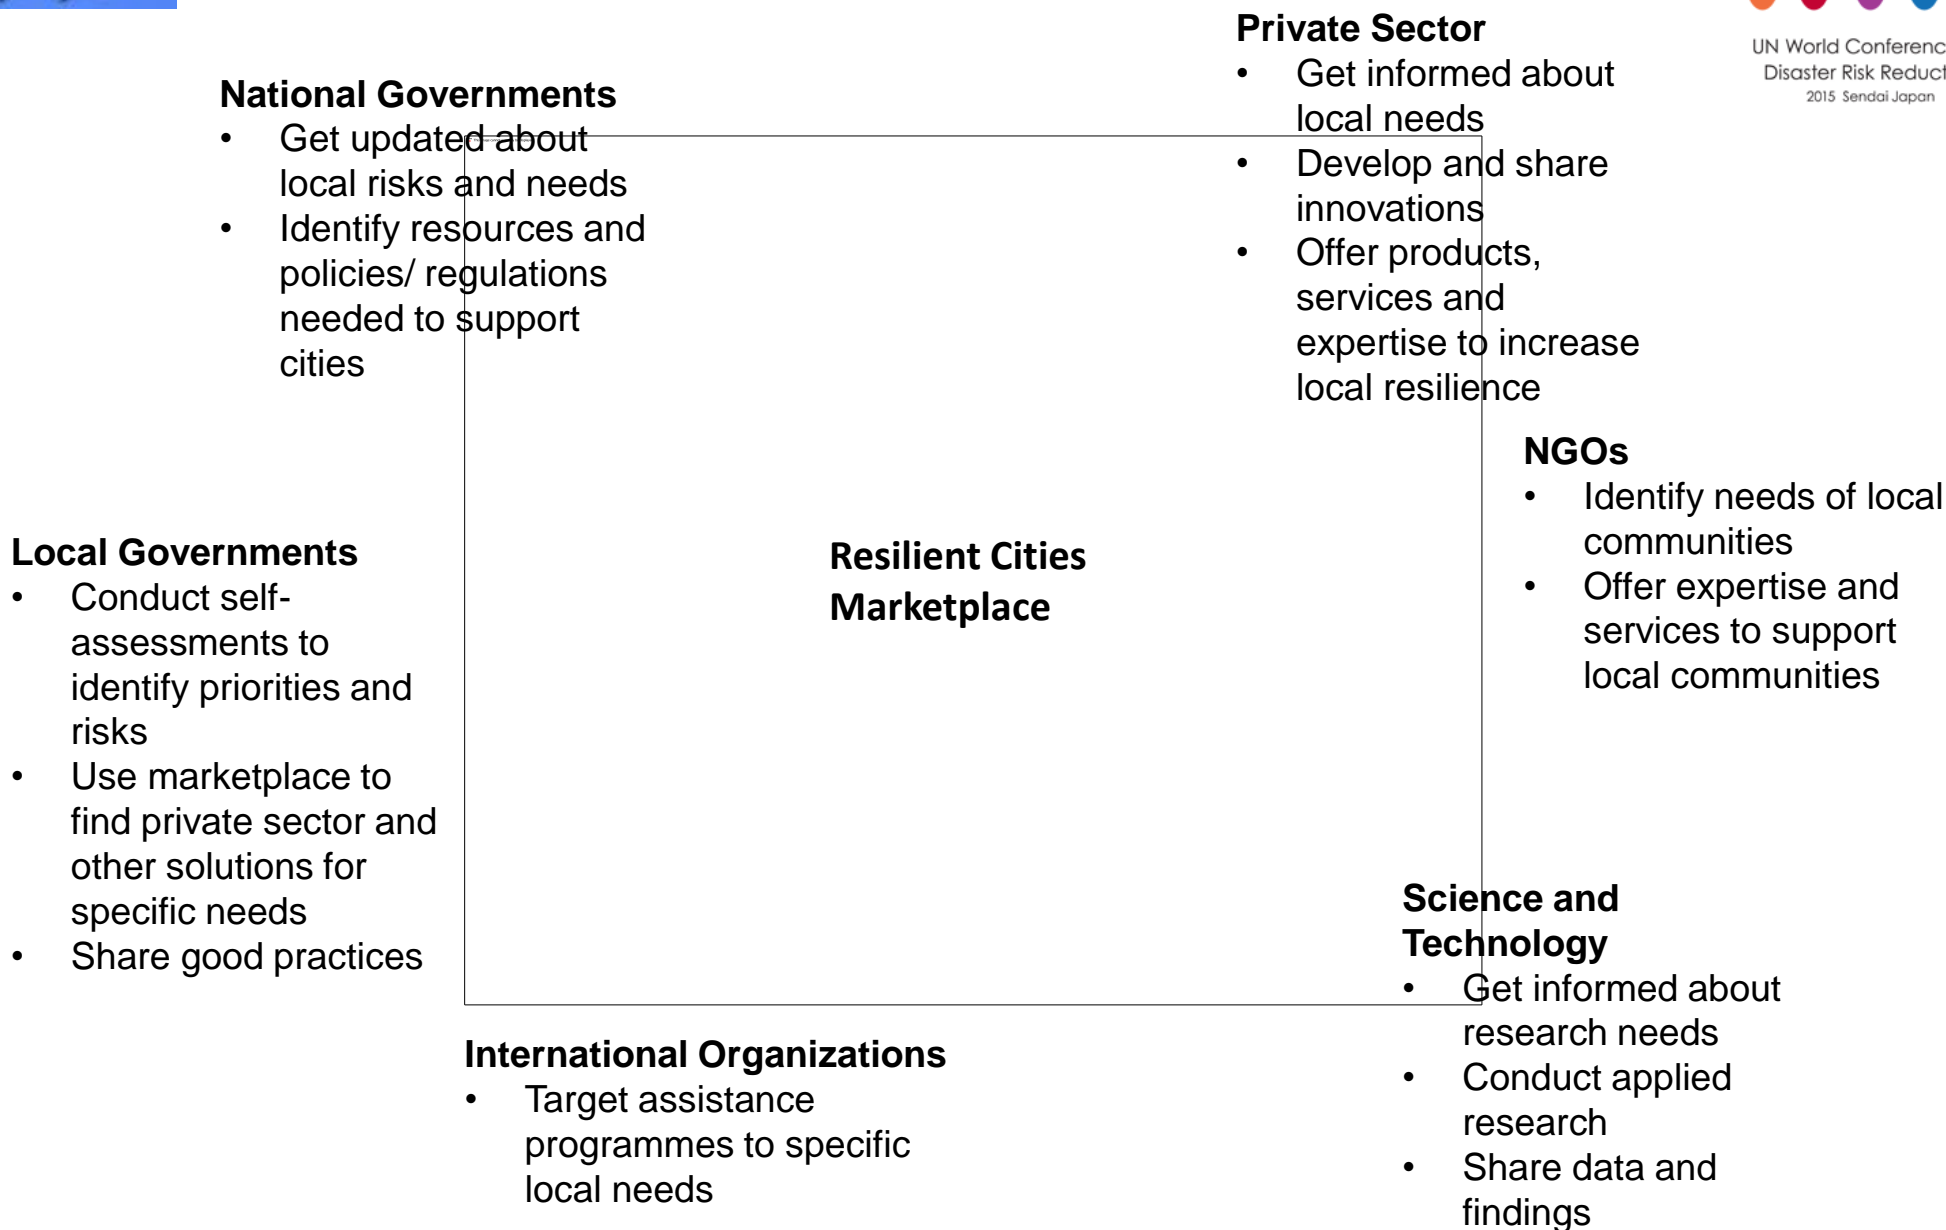 Private Sector
• Get informed about
local needs
• Develop and share
innovations
• Offer products,
services and
expertise to increase
local resilience
UN World Conferenc
Disaster Risk Reduct
2015 Sendai Japan
National Governments
• Get updated about
local risks and needs
• Identify resources and
policies/ regulations
needed to support
cities
NGOs
• Identify needs of local
communities
• Offer expertise and
services to support
local communities
Local Governments
• Conduct self-
assessments to
identify priorities and
risks
• Use marketplace to
find private sector and
other solutions for
specific needs
• Share good practices
Resilient Cities
Marketplace
Science and
Technology
• Get informed about
research needs
• Conduct applied
research
• Share data and
findings
International Organizations
• Target assistance
programmes to specific
local needs